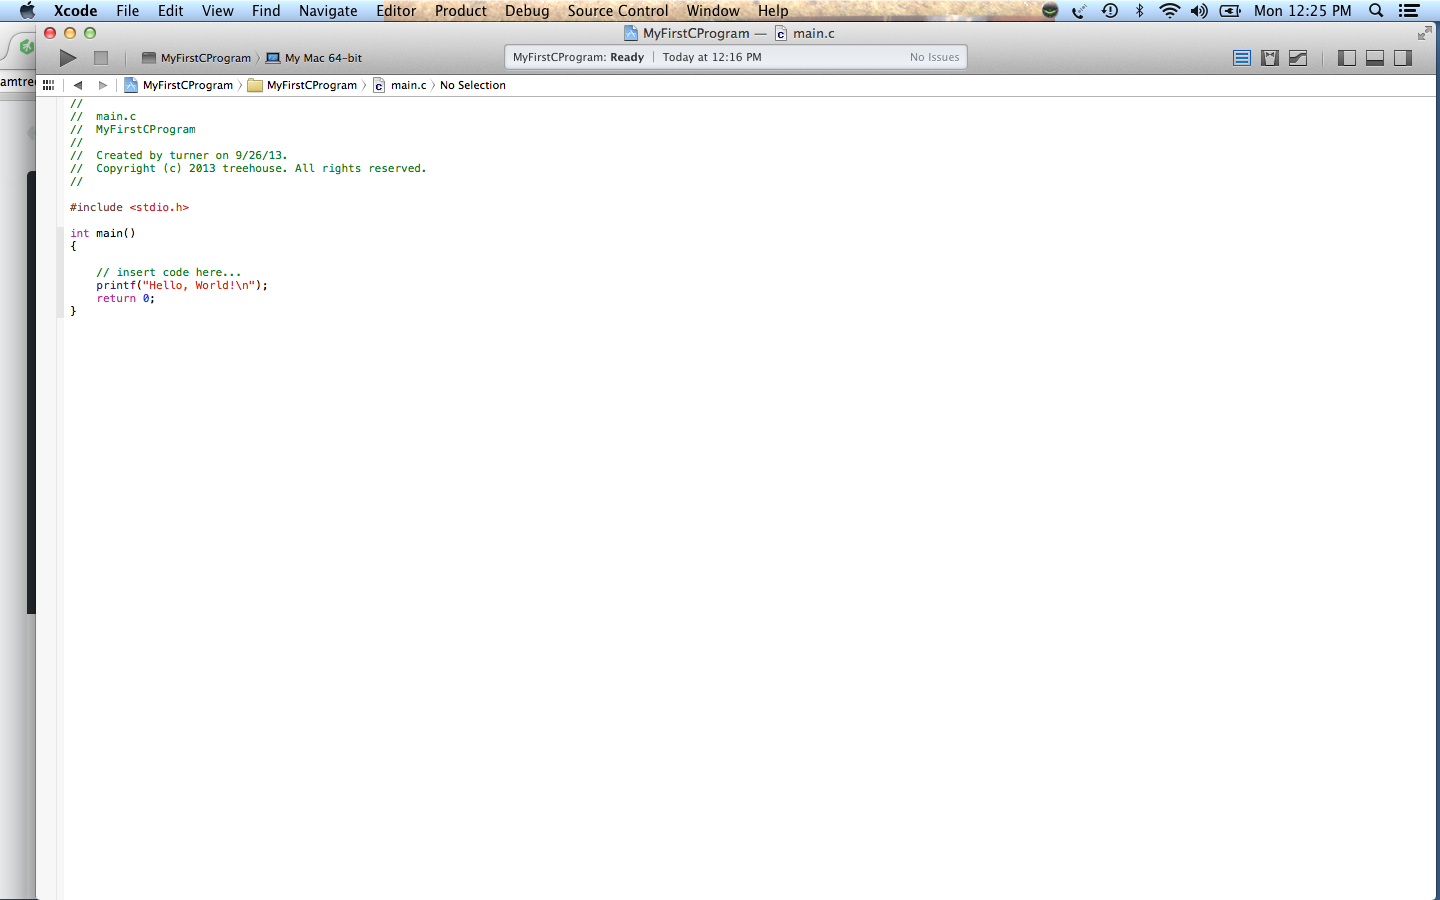 Xcode File Edit View Find Navigate Editor Product Debug Source Control Window Help Mon 12:25 PM
MyFirstCProgram — main.c
MyFirstCProgram 〉 My Mac 64-bit
MyFirstCProgram: Ready | Today at 12:16 PM No Issues
amtre
MyFirstCProgram 〉 MyFirstCProgram 〉 main.c 〉 No Selection
//
//  main.c
//  MyFirstCProgram
//
//  Created by turner on 9/26/13.
//  Copyright (c) 2013 treehouse. All rights reserved.
//
#include <stdio.h>
int main()
{
    // insert code here...
    printf("Hello, World!\n");
    return 0;
}